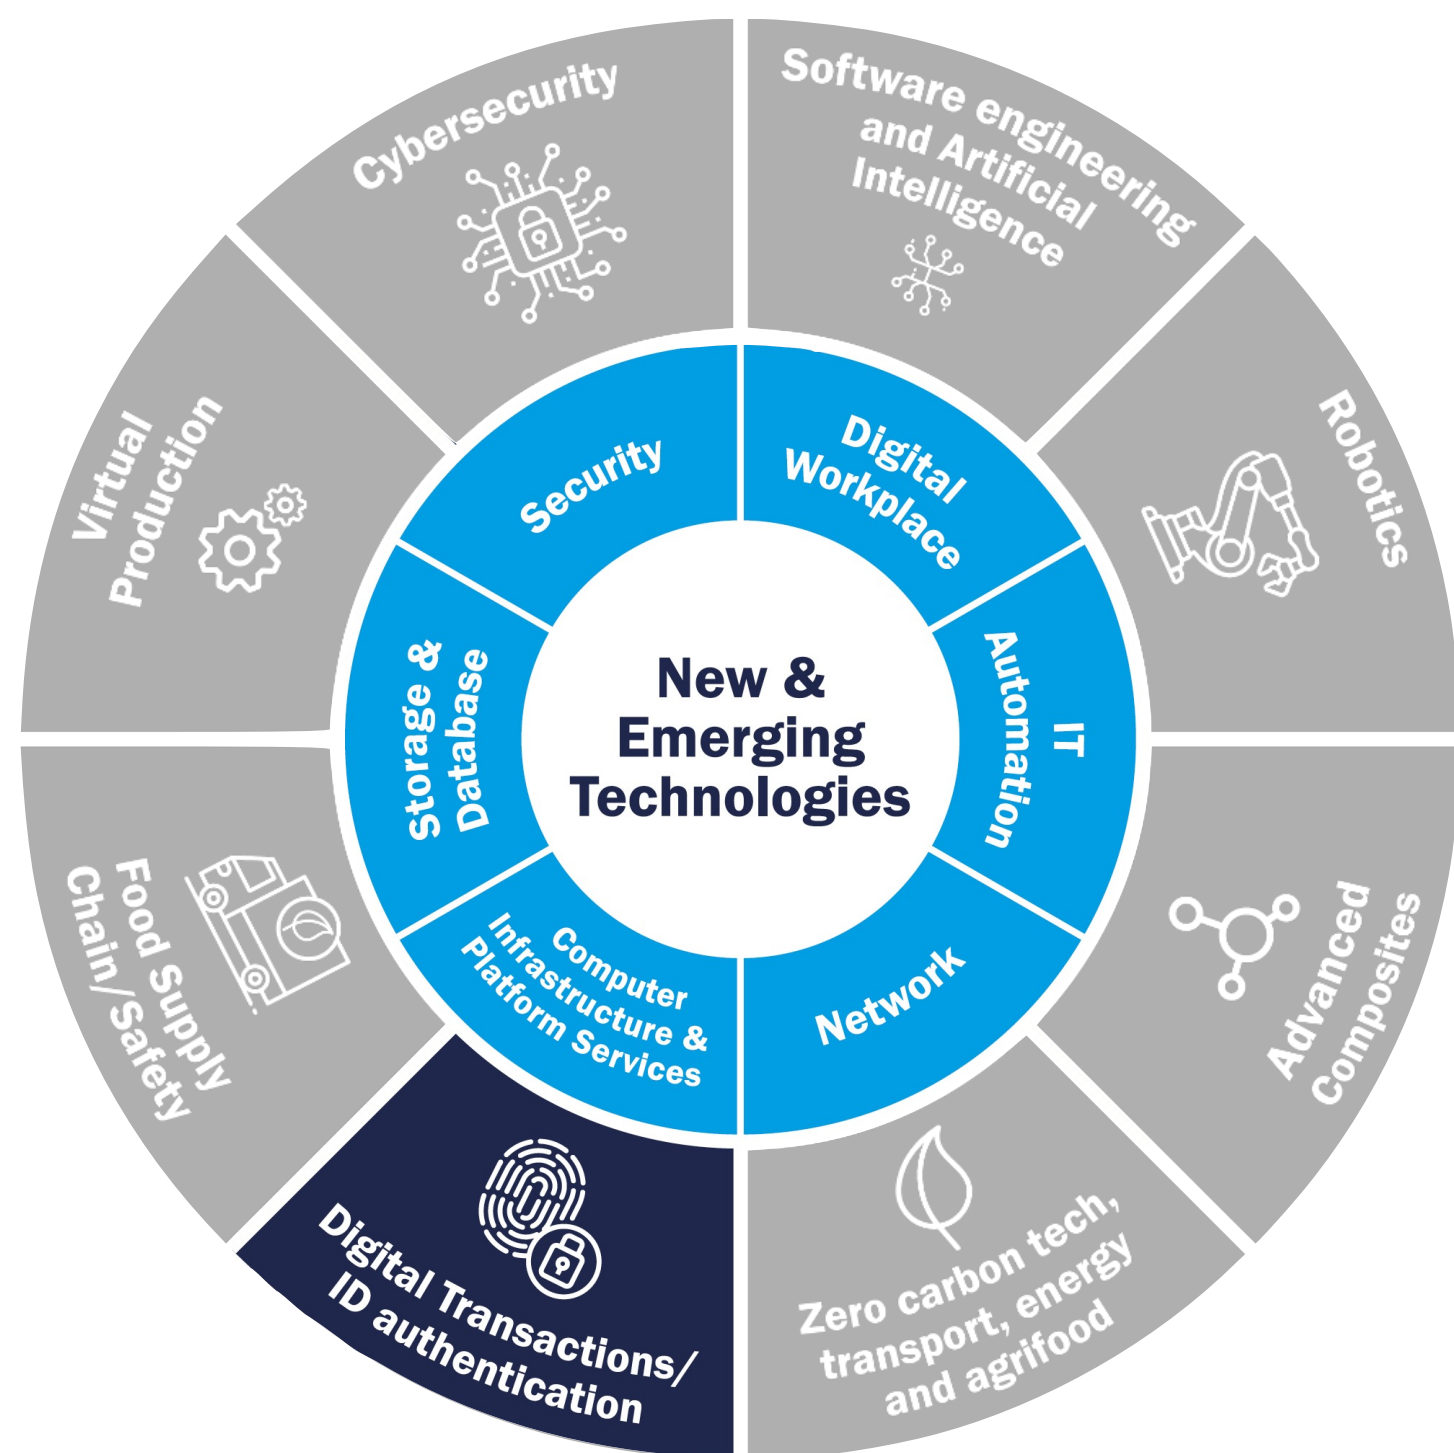 Cybersecurity
Software engineering
and Artificial
Intelligence
Robotics
Advanced
Composites
Zero carbon tech,
transport, energy
and agrifood
Digital Transactions/
ID authentication
Food Supply
Chain/Safety
Virtual
Production
Security
Digital
Workplace
IT
Automation
Network
Computer
Infrastructure &
Platform Services
Storage &
Database
New &
Emerging
Technologies